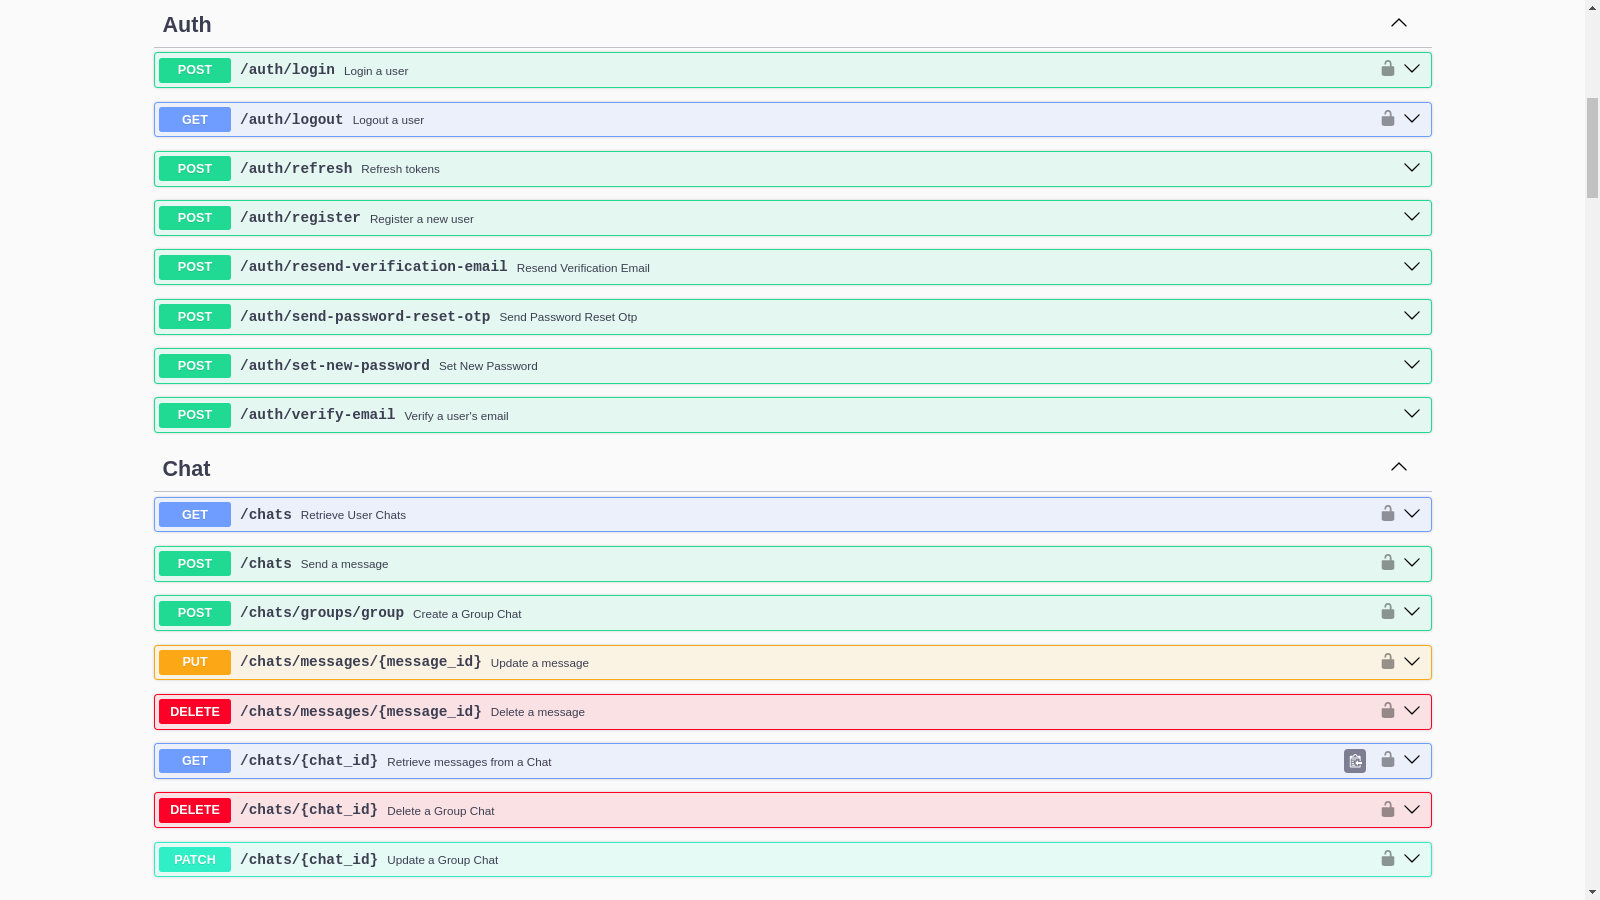 Auth
POST /auth/login Login a user
GET /auth/logout Logout a user
POST /auth/refresh Refresh tokens
POST /auth/register Register a new user
POST /auth/resend-verification-email Resend Verification Email
POST /auth/send-password-reset-otp Send Password Reset Otp
POST /auth/set-new-password Set New Password
POST /auth/verify-email Verify a user's email
Chat
GET /chats Retrieve User Chats
POST /chats Send a message
POST /chats/groups/group Create a Group Chat
PUT /chats/messages/{message_id} Update a message
DELETE /chats/messages/{message_id} Delete a message
GET /chats/{chat_id} Retrieve messages from a Chat
DELETE /chats/{chat_id} Delete a Group Chat
PATCH /chats/{chat_id} Update a Group Chat